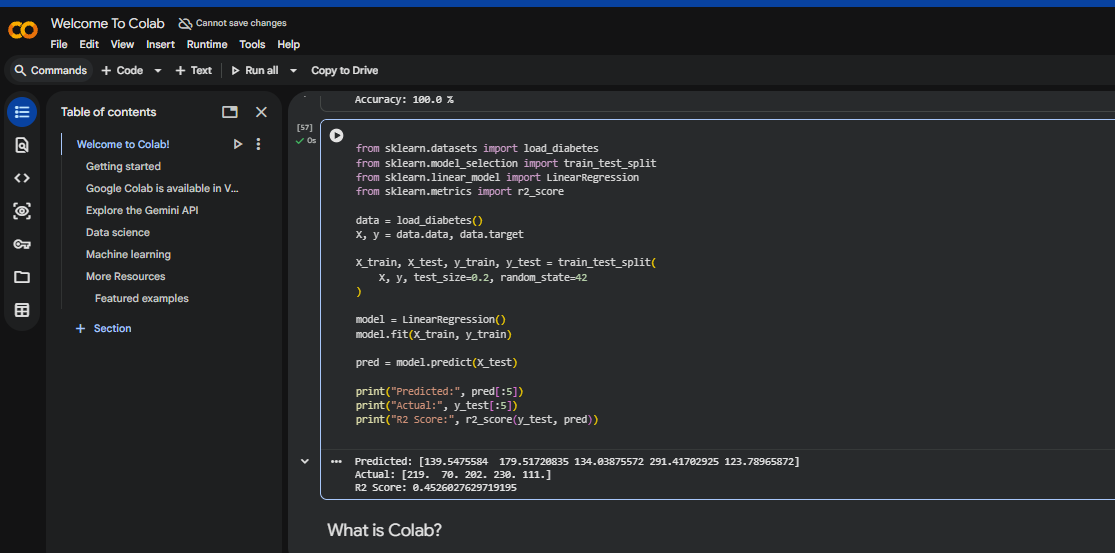 Welcome To Colab
Cannot save changes
File Edit View Insert Runtime Tools Help
Commands + Code + Text Run all Copy to Drive
Table of contents
Welcome to Colab!
Getting started
Google Colab is available in V...
Explore the Gemini API
Data science
Machine learning
More Resources
Featured examples
+ Section
Accuracy: 100.0 %
[57]
0s
from sklearn.datasets import load_diabetes
from sklearn.model_selection import train_test_split
from sklearn.linear_model import LinearRegression
from sklearn.metrics import r2_score
data = load_diabetes()
X, y = data.data, data.target
X_train, X_test, y_train, y_test = train_test_split(
    X, y, test_size=0.2, random_state=42
)
model = LinearRegression()
model.fit(X_train, y_train)
pred = model.predict(X_test)
print("Predicted:", pred[:5])
print("Actual:", y_test[:5])
print("R2 Score:", r2_score(y_test, pred))
Predicted: [139.5475584  179.51720835 134.03875572 291.41702925 123.78965872]
Actual: [219.  70. 202. 230. 111.]
R2 Score: 0.4526027629719195
What is Colab?